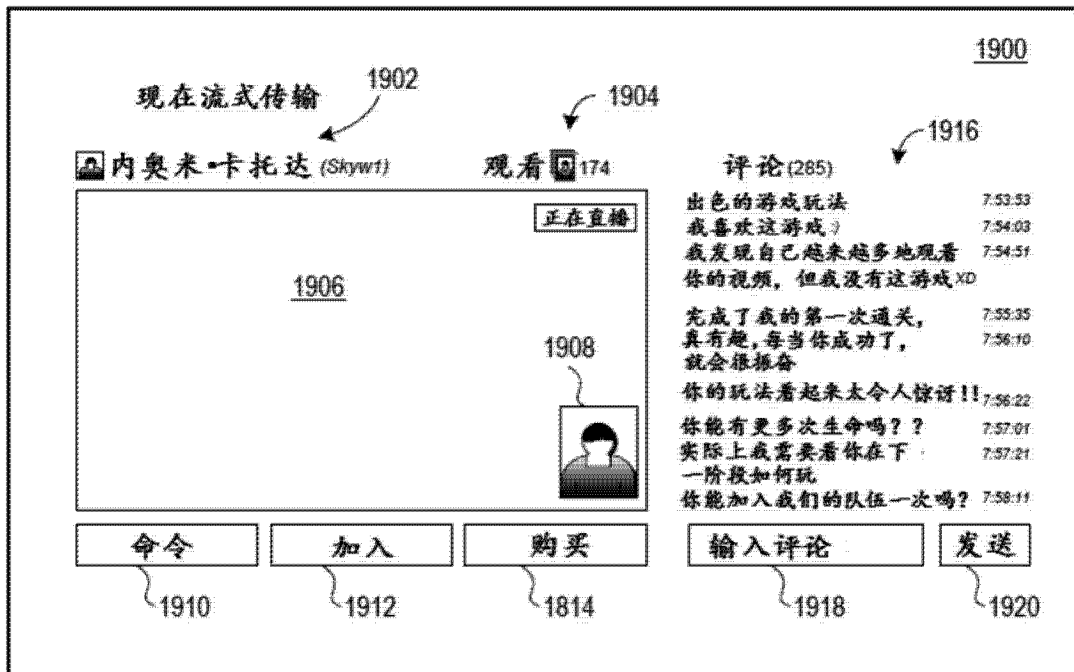 1900
现在流式传输
1902
1904
1916
内奥米·卡托达 (Skyw1)
观看 174
评论(285)
正在直播
1906
1908
出色的游戏玩法 7:53:53
我喜欢这游戏:) 7:54:03
我发现自己越来越多地观看 7:54:51
你的视频，但我没有这游戏XD
完成了我的第一次通关， 7:55:35
真有趣,每当你成功了， 7:56:10
就会很振奋
你的玩法看起来太令人惊讶!! 7:56:22
你能有更多次生命吗？？ 7:57:01
实际上我需要看你在下 7:57:21
一阶段如何玩
你能加入我们的队伍一次吗? 7:58:11
命令
加入
购买
输入评论
发送
1910
1912
1814
1918
1920